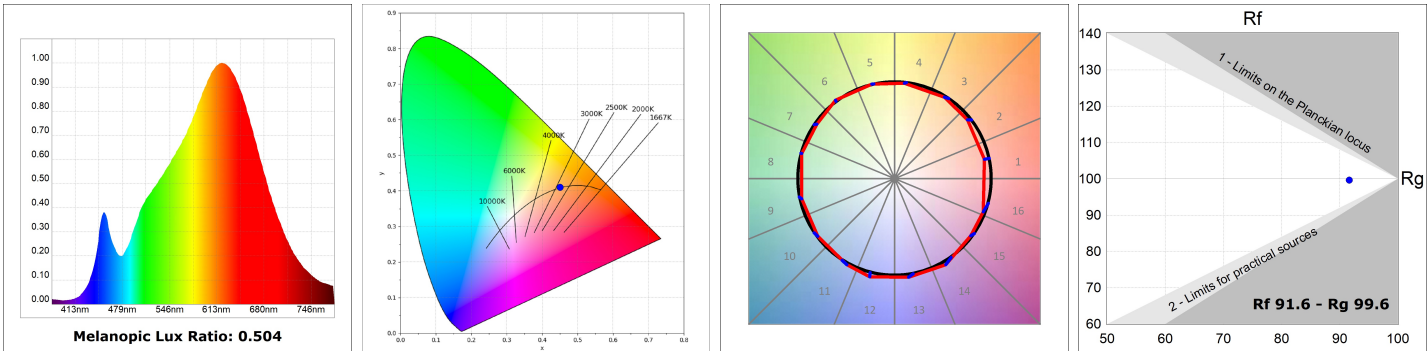 1.00
0.90
0.80
0.70
0.60
0.50
0.40
0.30
0.20
0.10
0.00
413nm 479nm 546nm 613nm 680nm 746nm
Melanopic Lux Ratio: 0.504
0.9
0.8
0.7
0.6
0.5
0.4
0.3
0.2
0.1
0.0
y
0.0 0.1 0.2 0.3 0.4 0.5 0.6 0.7 0.8
x
1667K
2000K
2500K
3000K
4000K
6000K
10000K
1
2
3
4
5
6
7
8
9
10
11
12
13
14
15
16
Rf
140
130
120
110
100
90
80
70
60
50 60 70 80 90 100
Rg
1 - Limits on the Planckian locus
2 - Limits for practical sources
Rf 91.6 - Rg 99.6